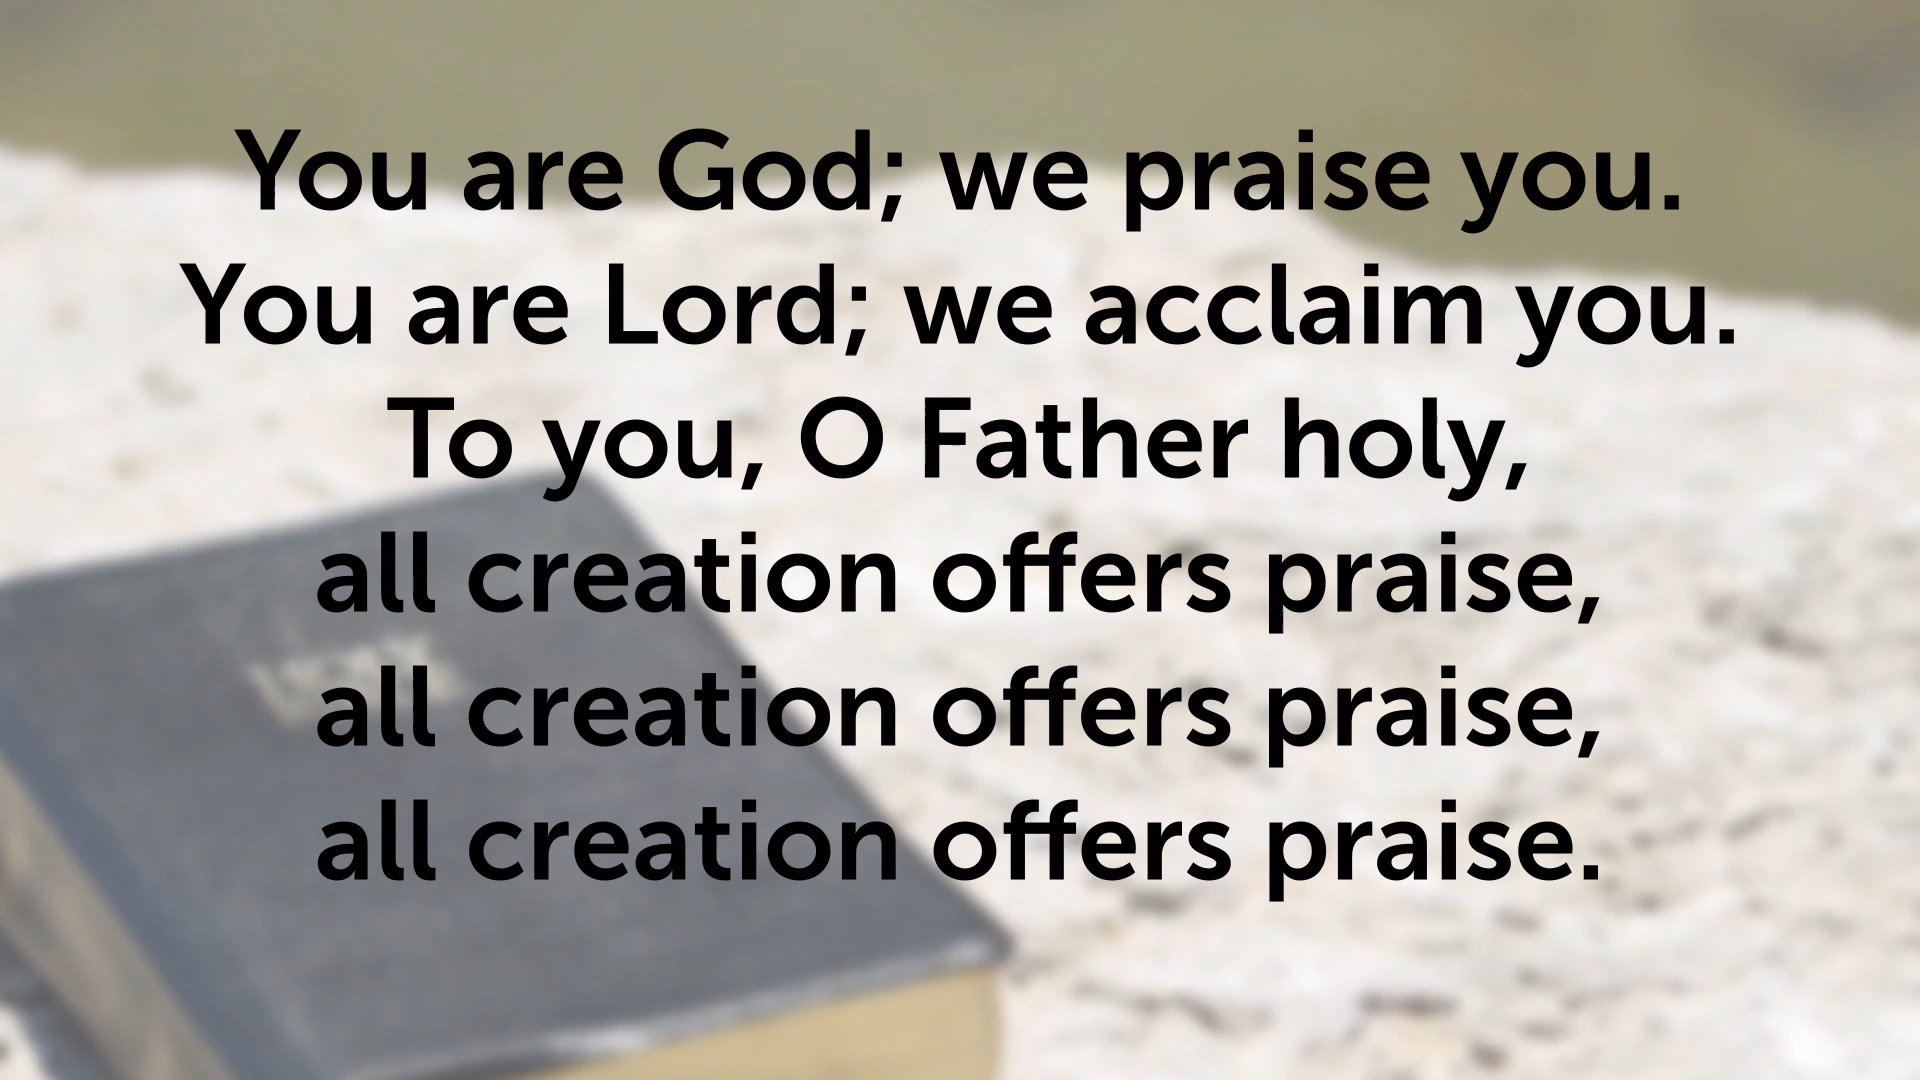 You are God; we praise you.
You are Lord; we acclaim you.
To you, O Father holy,
all creation offers praise,
all creation offers praise,
all creation offers praise.